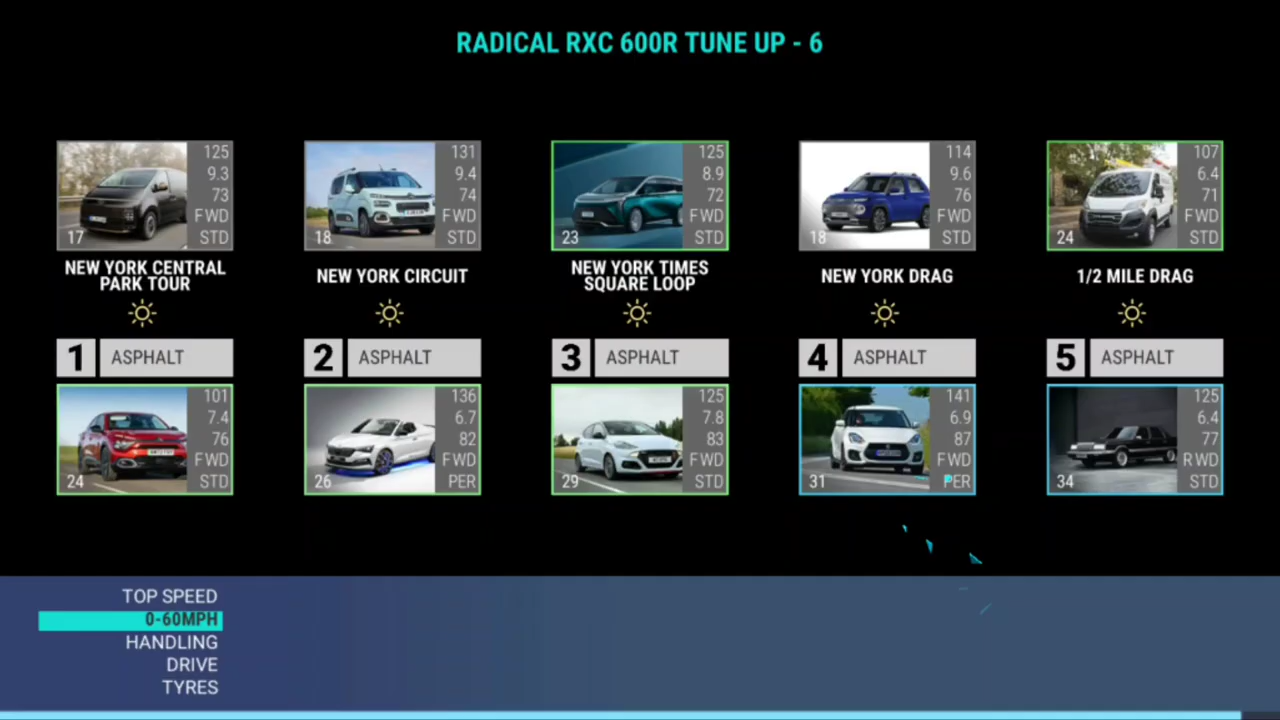 RADICAL RXC 600R TUNE UP - 6
125
9.3
73
FWD
17 STD
131
9.4
74
FWD
18 STD
125
8.9
72
FWD
23 STD
114
9.6
76
FWD
18 STD
107
6.4
71
FWD
24 STD
NEW YORK CENTRAL
PARK TOUR
NEW YORK CIRCUIT
NEW YORK TIMES
SQUARE LOOP
NEW YORK DRAG
1/2 MILE DRAG
1 ASPHALT
2 ASPHALT
3 ASPHALT
4 ASPHALT
5 ASPHALT
101
7.4
76
FWD
24 STD
136
6.7
82
FWD
26 PER
125
7.8
83
FWD
29 STD
141
6.9
87
FWD
31 PER
125
6.4
77
RWD
34 STD
TOP SPEED
0-60MPH
HANDLING
DRIVE
TYRES